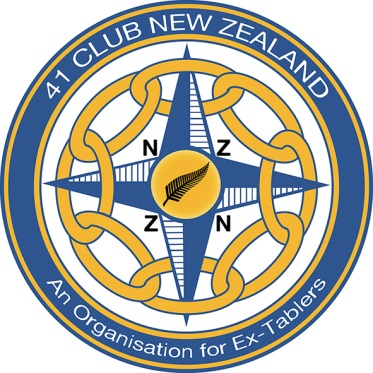 41 CLUB NEW ZEALAND
N Z
Z N
An Organisation for Ex-Tablers